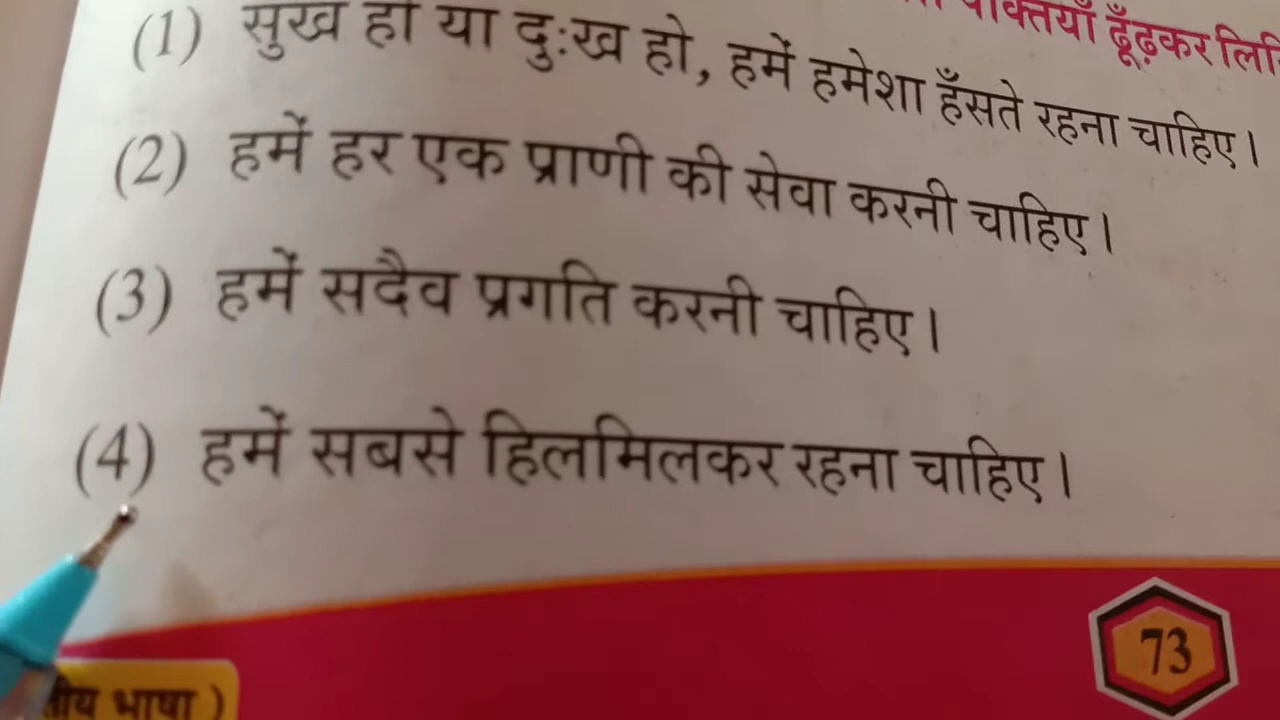 ढूँढ़कर
(1) सुख हो या दुःख हो, हमें हमेशा हँसते रहना चाहिए।
(2) हमें हर एक प्राणी की सेवा करनी चाहिए।
(3) हमें सदैव प्रगति करनी चाहिए।
(4) हमें सबसे हिलमिलकर रहना चाहिए।
73
भाषा)